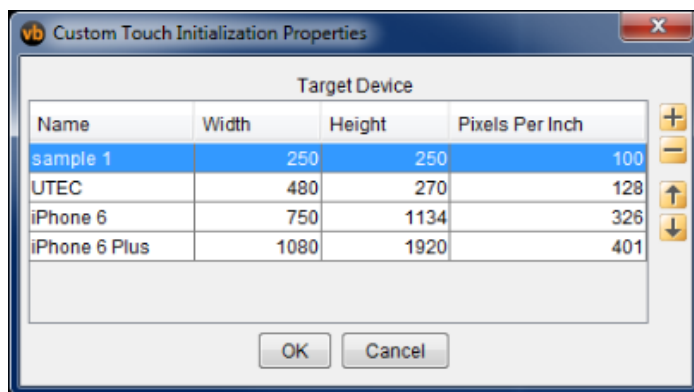 vb Custom Touch Initialization Properties
Target Device
Name Width Height Pixels Per Inch
sample 1 250 250 100
UTEC 480 270 128
iPhone 6 750 1134 326
iPhone 6 Plus 1080 1920 401
OK Cancel